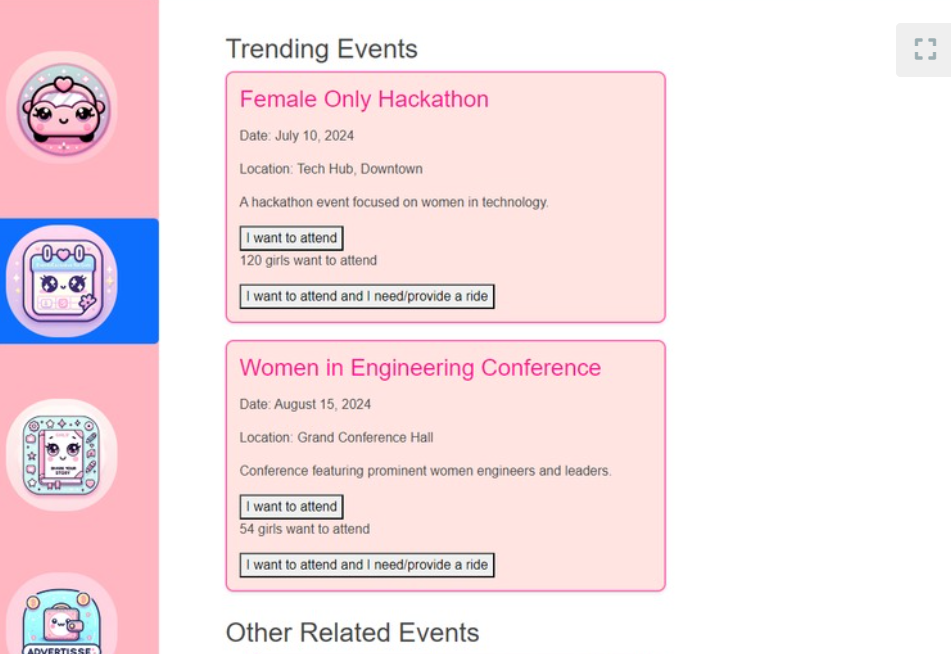 Trending Events
Female Only Hackathon
Date: July 10, 2024
Location: Tech Hub, Downtown
A hackathon event focused on women in technology.
I want to attend
120 girls want to attend
I want to attend and I need/provide a ride
Women in Engineering Conference
Date: August 15, 2024
Location: Grand Conference Hall
Conference featuring prominent women engineers and leaders.
I want to attend
54 girls want to attend
I want to attend and I need/provide a ride
Other Related Events
STORY
ADVERTISSE